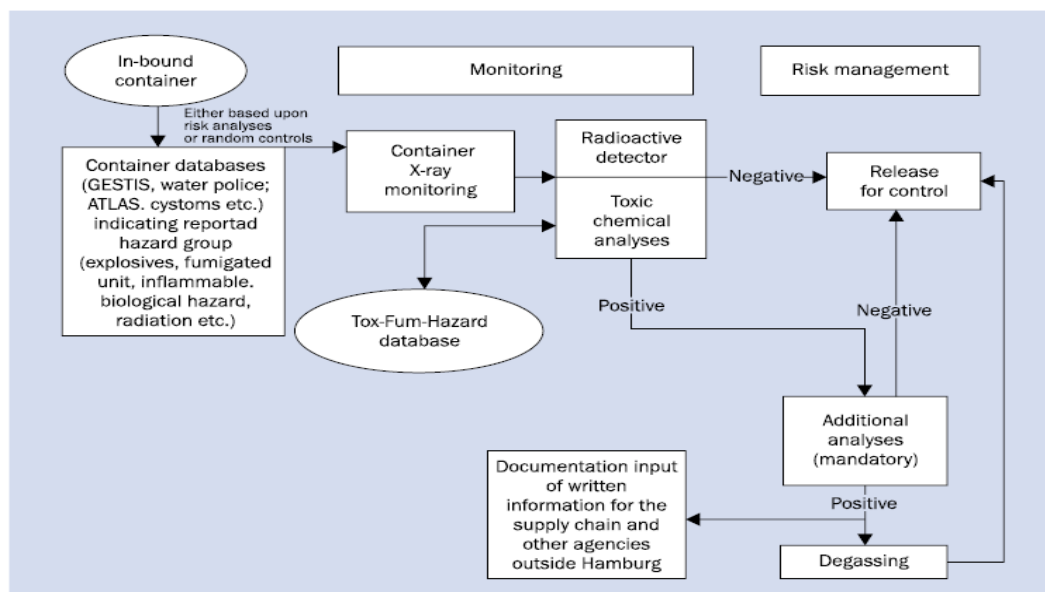 In-bound
container
Monitoring
Risk management
Either based upon
risk analyses
or random controls
Container databases
(GESTIS, water police;
ATLAS. cystoms etc.)
indicating reportad
hazard group
(explosives, fumigated
unit, inflammable.
biological hazard,
radiation etc.)
Container
X-ray
monitoring
Radioactive
detector
Toxic
chemical
analyses
Negative
Release
for control
Tox-Fum-Hazard
database
Positive
Negative
Additional
analyses
(mandatory)
Documentation input
of written
information for the
supply chain and
other agencies
outside Hamburg
Positive
Degassing